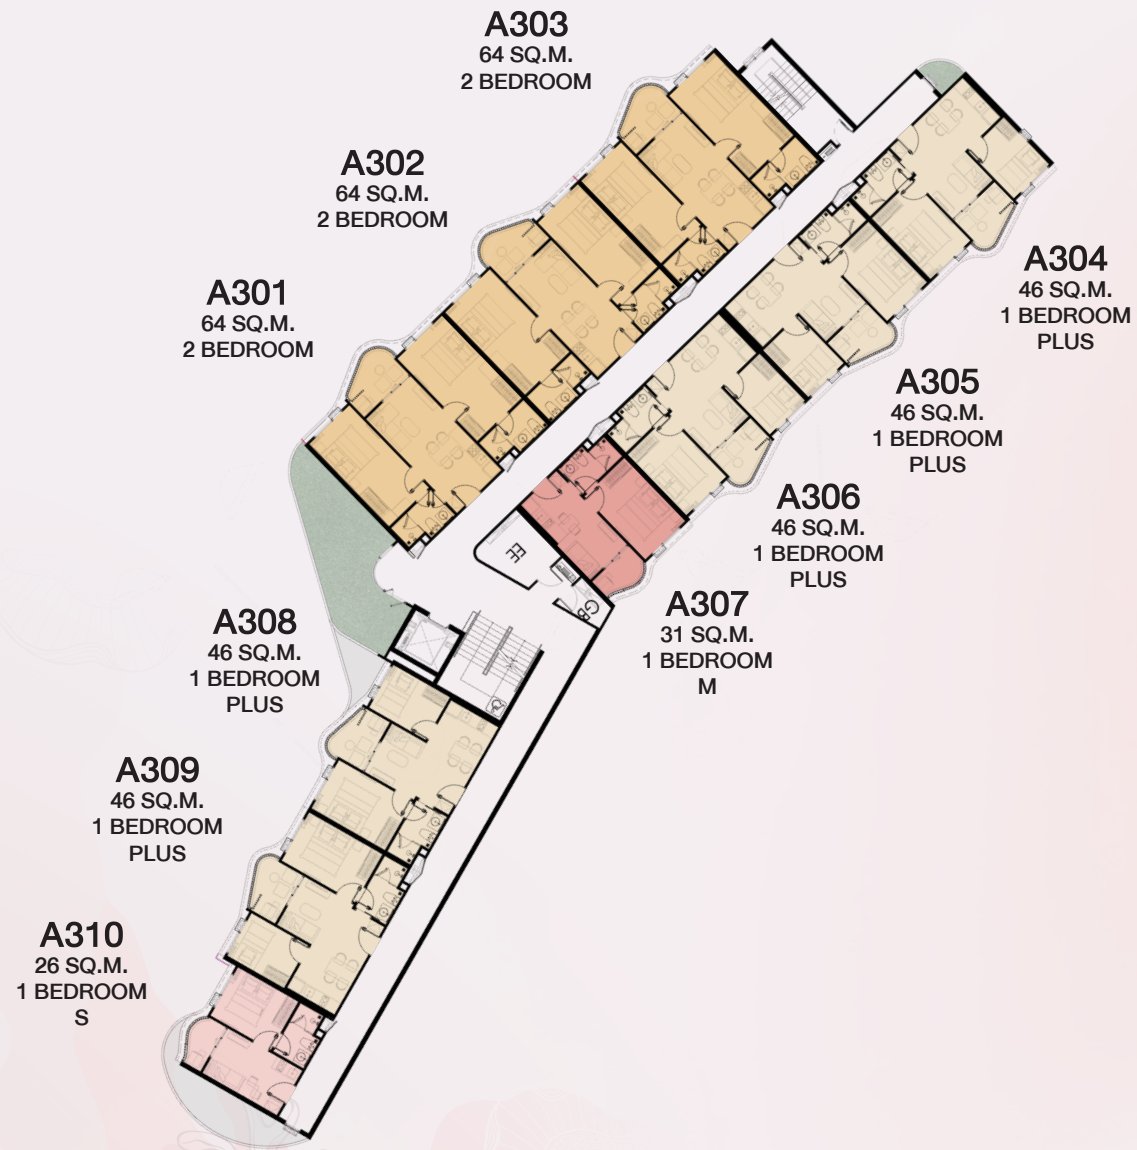 A303
64 SQ.M.
2 BEDROOM
A302
64 SQ.M.
2 BEDROOM
A301
64 SQ.M.
2 BEDROOM
A304
46 SQ.M.
1 BEDROOM
PLUS
A305
46 SQ.M.
1 BEDROOM
PLUS
A306
46 SQ.M.
1 BEDROOM
PLUS
EE
GB
A307
31 SQ.M.
1 BEDROOM
M
A308
46 SQ.M.
1 BEDROOM
PLUS
A309
46 SQ.M.
1 BEDROOM
PLUS
A310
26 SQ.M.
1 BEDROOM
S